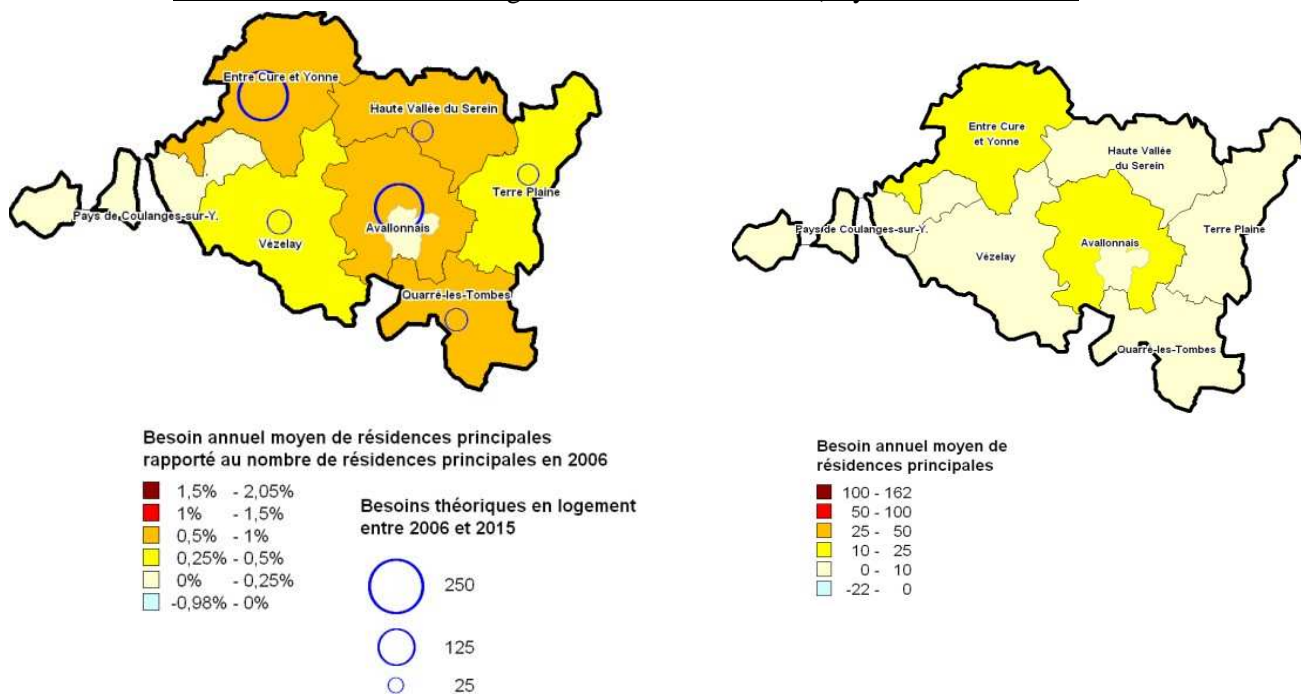 Entre Cure et Yonne
Haute Vallée du Serein
Terre Plaine
Pays de Coulanges-sur-Y.
Avallonnais
Vézelay
Quarré-les-Tombes
Entre Cure
et Yonne
Haute Vallée
du Serein
Pays de Coulanges-sur-Y.
Avallonnais
Terre Plaine
Vézelay
Quarré-les-Tombes
Besoin annuel moyen de résidences principales
rapporté au nombre de résidences principales en 2006
1,5% - 2,05%
1% - 1,5%
0,5% - 1%
0,25% - 0,5%
0% - 0,25%
-0,98% - 0%
Besoins théoriques en logement
entre 2006 et 2015
250
125
25
Besoin annuel moyen de
résidences principales
100 - 162
50 - 100
25 - 50
10 - 25
0 - 10
-22 - 0